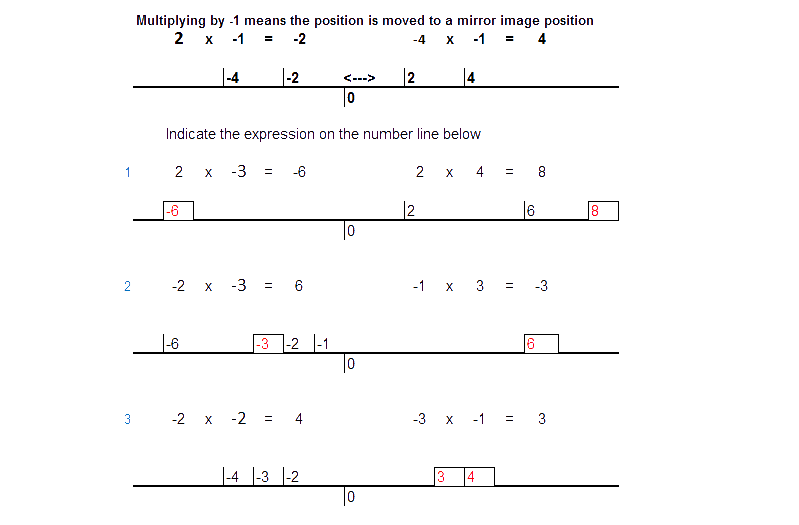 Multiplying by -1 means the position is moved to a mirror image position
2 x -1 = -2 -4 x -1 = 4
-4 -2 <---> 2 4
0
Indicate the expression on the number line below
1 2 x -3 = -6 2 x 4 = 8
-6 2 6 8
0
2 -2 x -3 = 6 -1 x 3 = -3
-6 -3 -2 -1 6
0
3 -2 x -2 = 4 -3 x -1 = 3
-4 -3 -2 3 4
0